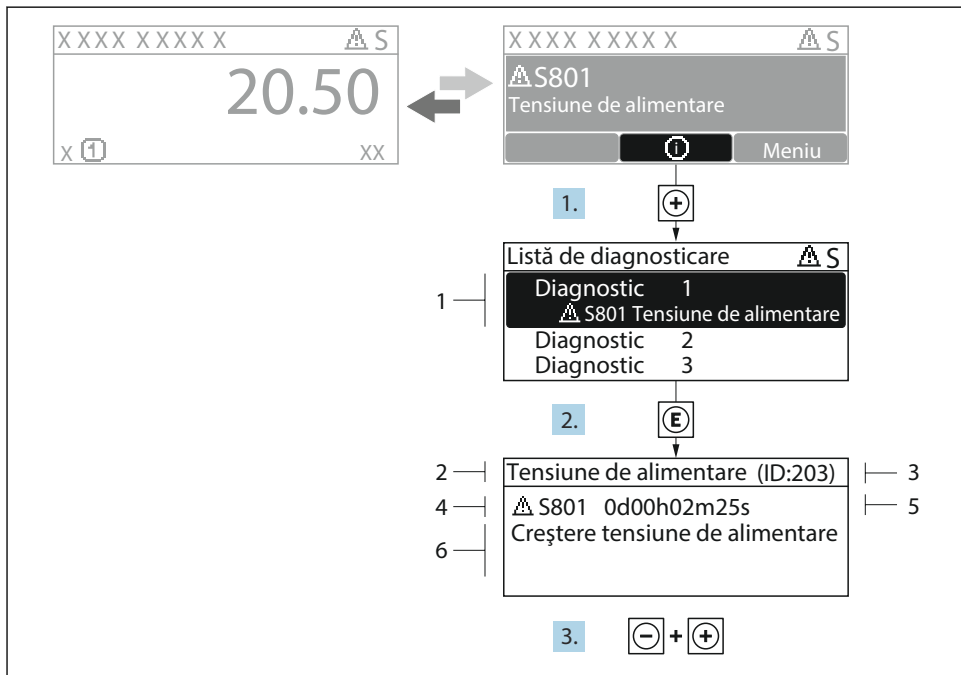 XXXX XXXXX X ⚠ S
20.50
X ① XX
XXXX XXXXX X ⚠ S
⚠ S801
Tensiune de alimentare
ⓘ Meniu
1. +
Listă de diagnosticare ⚠ S
1
Diagnostic 1
⚠ S801 Tensiune de alimentare
Diagnostic 2
Diagnostic 3
2. E
2 Tensiune de alimentare (ID:203) 3
4 ⚠ S801 0d00h02m25s 5
6 Creştere tensiune de alimentare
3. - + +